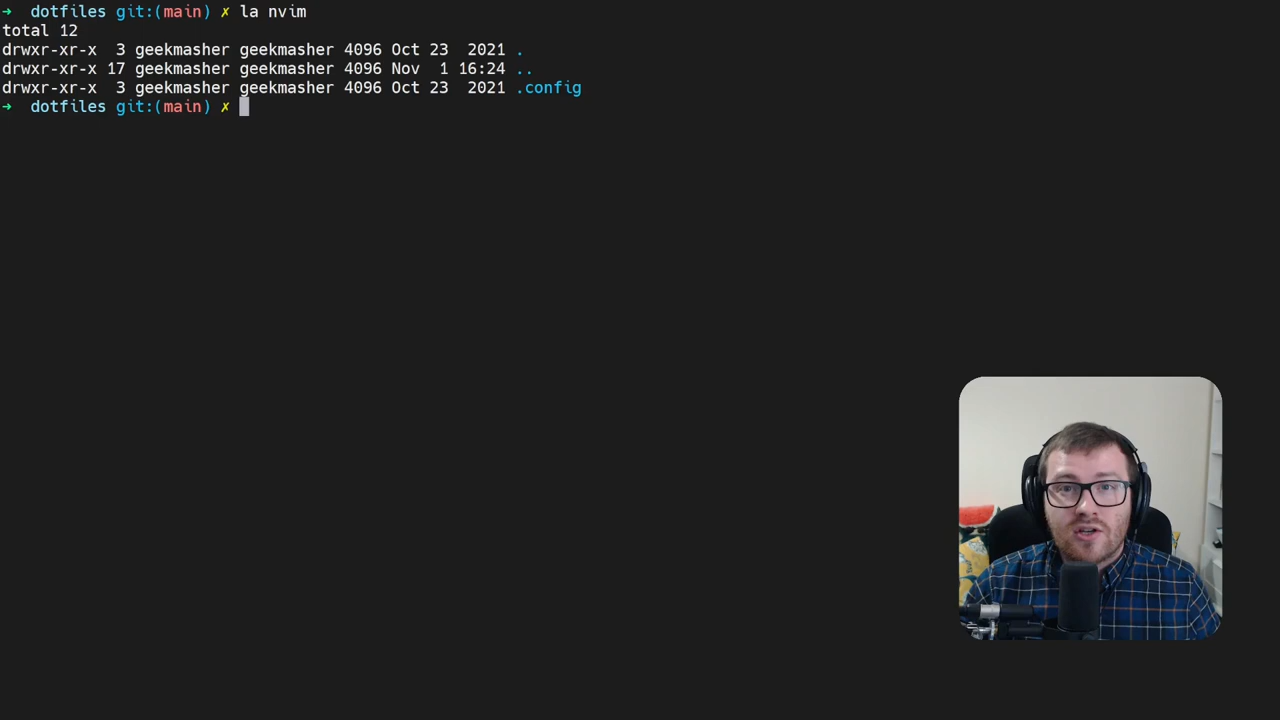 ➜  dotfiles git:(main) ✗ la nvim
total 12
drwxr-xr-x  3 geekmasher geekmasher 4096 Oct 23  2021 .
drwxr-xr-x 17 geekmasher geekmasher 4096 Nov  1 16:24 ..
drwxr-xr-x  3 geekmasher geekmasher 4096 Oct 23  2021 .config
➜  dotfiles git:(main) ✗